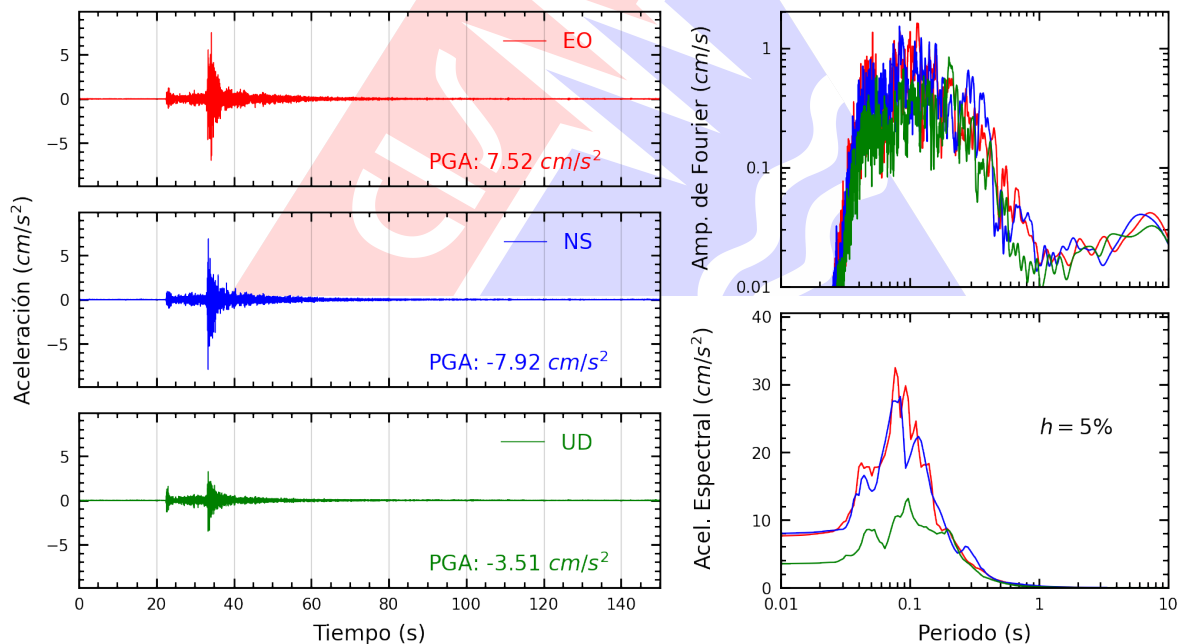 EO
5
0
−5
PGA: 7.52 cm/s²
NS
5
0
−5
PGA: -7.92 cm/s²
UD
5
0
−5
PGA: -3.51 cm/s²
0 20 40 60 80 100 120 140
Tiempo (s)
Aceleración (cm/s²)
1
0.1
0.01
Amp. de Fourier (cm/s)
40
30
20
10
0
h = 5%
Acel. Espectral (cm/s²)
0.01 0.1 1 10
Periodo (s)